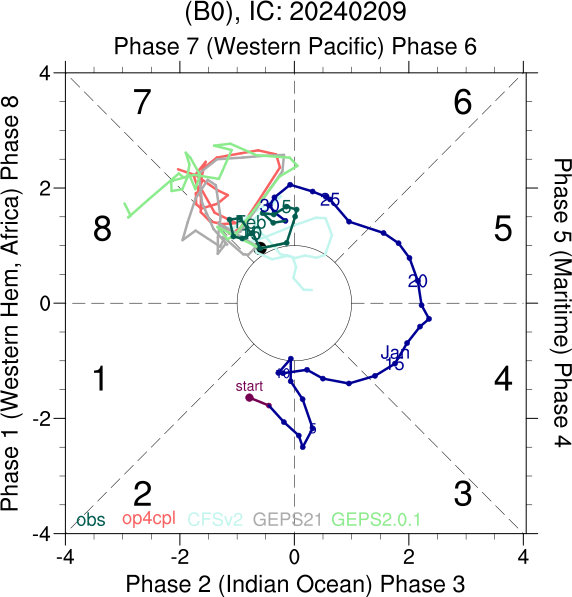 (B0), IC: 20240209
Phase 7 (Western Pacific) Phase 6
Phase 1 (Western Hem, Africa) Phase 8
Phase 5 (Maritime) Phase 4
4
2
0
-2
-4
7
6
8
5
1
4
2
3
30
5
25
Feb
20
Jan
15
10
start
5
obs op4cpl CFSv2 GEPS21 GEPS2.0.1
-4 -2 0 2 4
Phase 2 (Indian Ocean) Phase 3